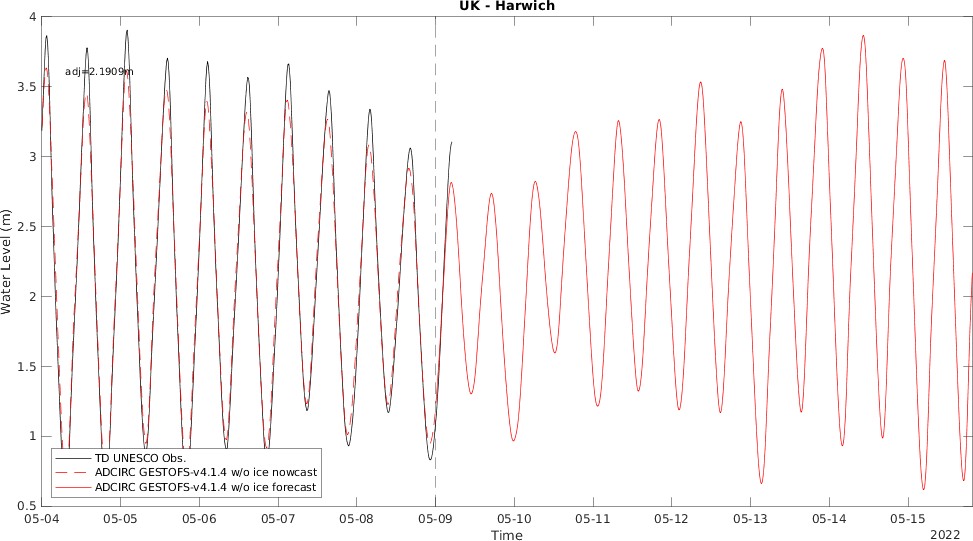 UK - Harwich
adj=2.1909m
4
3.5
3
2.5
2
1.5
1
0.5
Water Level (m)
TD UNESCO Obs.
ADCIRC GESTOFS-v4.1.4 w/o ice nowcast
ADCIRC GESTOFS-v4.1.4 w/o ice forecast
05-04 05-05 05-06 05-07 05-08 05-09 05-10 05-11 05-12 05-13 05-14 05-15
Time
2022